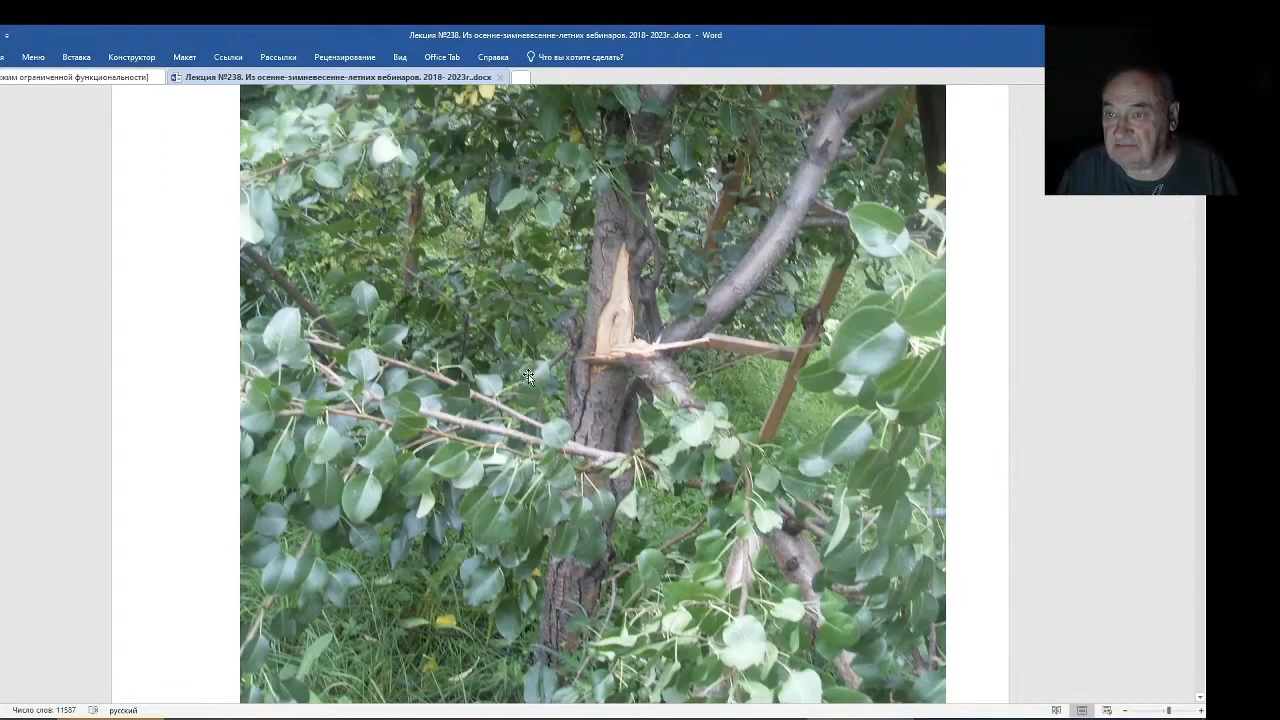 Лекция №238. Из осенне-зимневесенне-летних вебинаров. 2018- 2023г..docx - Word
Меню Вставка Конструктор Макет Ссылки Рассылки Рецензирование Вид Office Tab Справка Что вы хотите сделать?
ограниченной функциональности] Лекция №238. Из осенне-зимневесенне-летних вебинаров. 2018- 2023г..docx
Число слов: 11587 русский